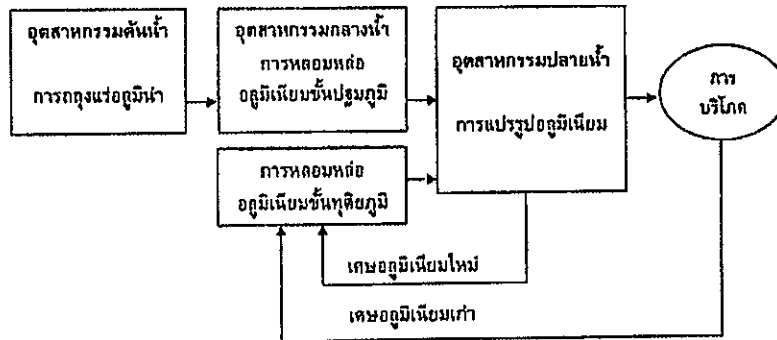 อุตสาหกรรมต้นน้ำ
การถลุงแร่อลูมิน่า
อุตสาหกรรมกลางน้ำ
การหลอมหล่อ
อลูมิเนียมขั้นปฐมภูมิ
การหลอมหล่อ
อลูมิเนียมขั้นทุติยภูมิ
อุตสาหกรรมปลายน้ำ
การแปรรูปอลูมิเนียม
การ
บริโภค
เศษอลูมิเนียมใหม่
เศษอลูมิเนียมเก่า